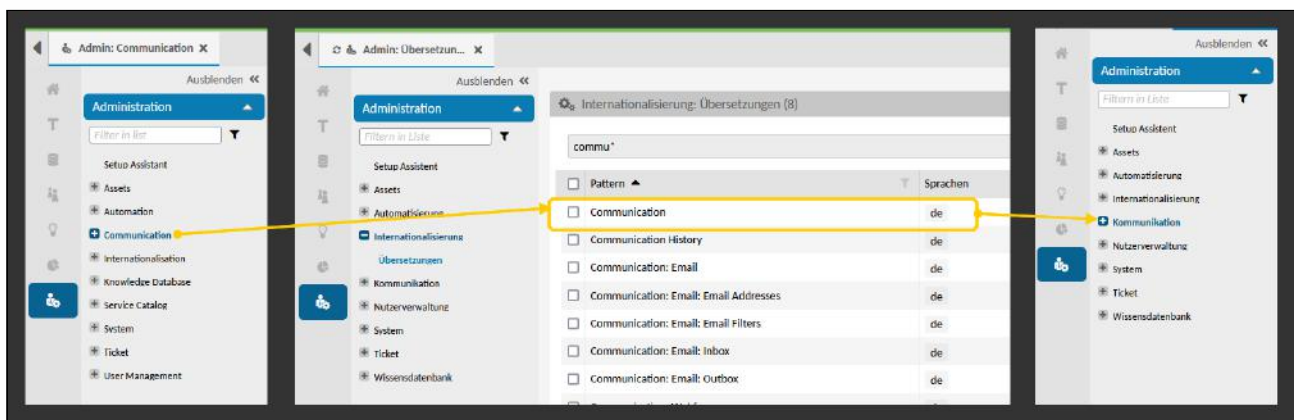 Admin: Communication X
Ausblenden «
Administration
Filter in list
Setup Assistant
Assets
Automation
Communication
Internationalisation
Knowledge Database
Service Catalog
System
Ticket
User Management
Admin: Übersetzun... X
Ausblenden «
Administration
Filtern in Liste
Setup Assistent
Assets
Automatisierung
Internationalisierung
Übersetzungen
Kommunikation
Nutzerverwaltung
System
Ticket
Wissensdatenbank
Internationalisierung: Übersetzungen (8)
commu*
Pattern Sprachen
Communication de
Communication History de
Communication: Email de
Communication: Email: Email Addresses de
Communication: Email: Email Filters de
Communication: Email: Inbox de
Communication: Email: Outbox de
Ausblenden «
Administration
Filtern in Liste
Setup Assistent
Assets
Automatisierung
Internationalisierung
Kommunikation
Nutzerverwaltung
System
Ticket
Wissensdatenbank